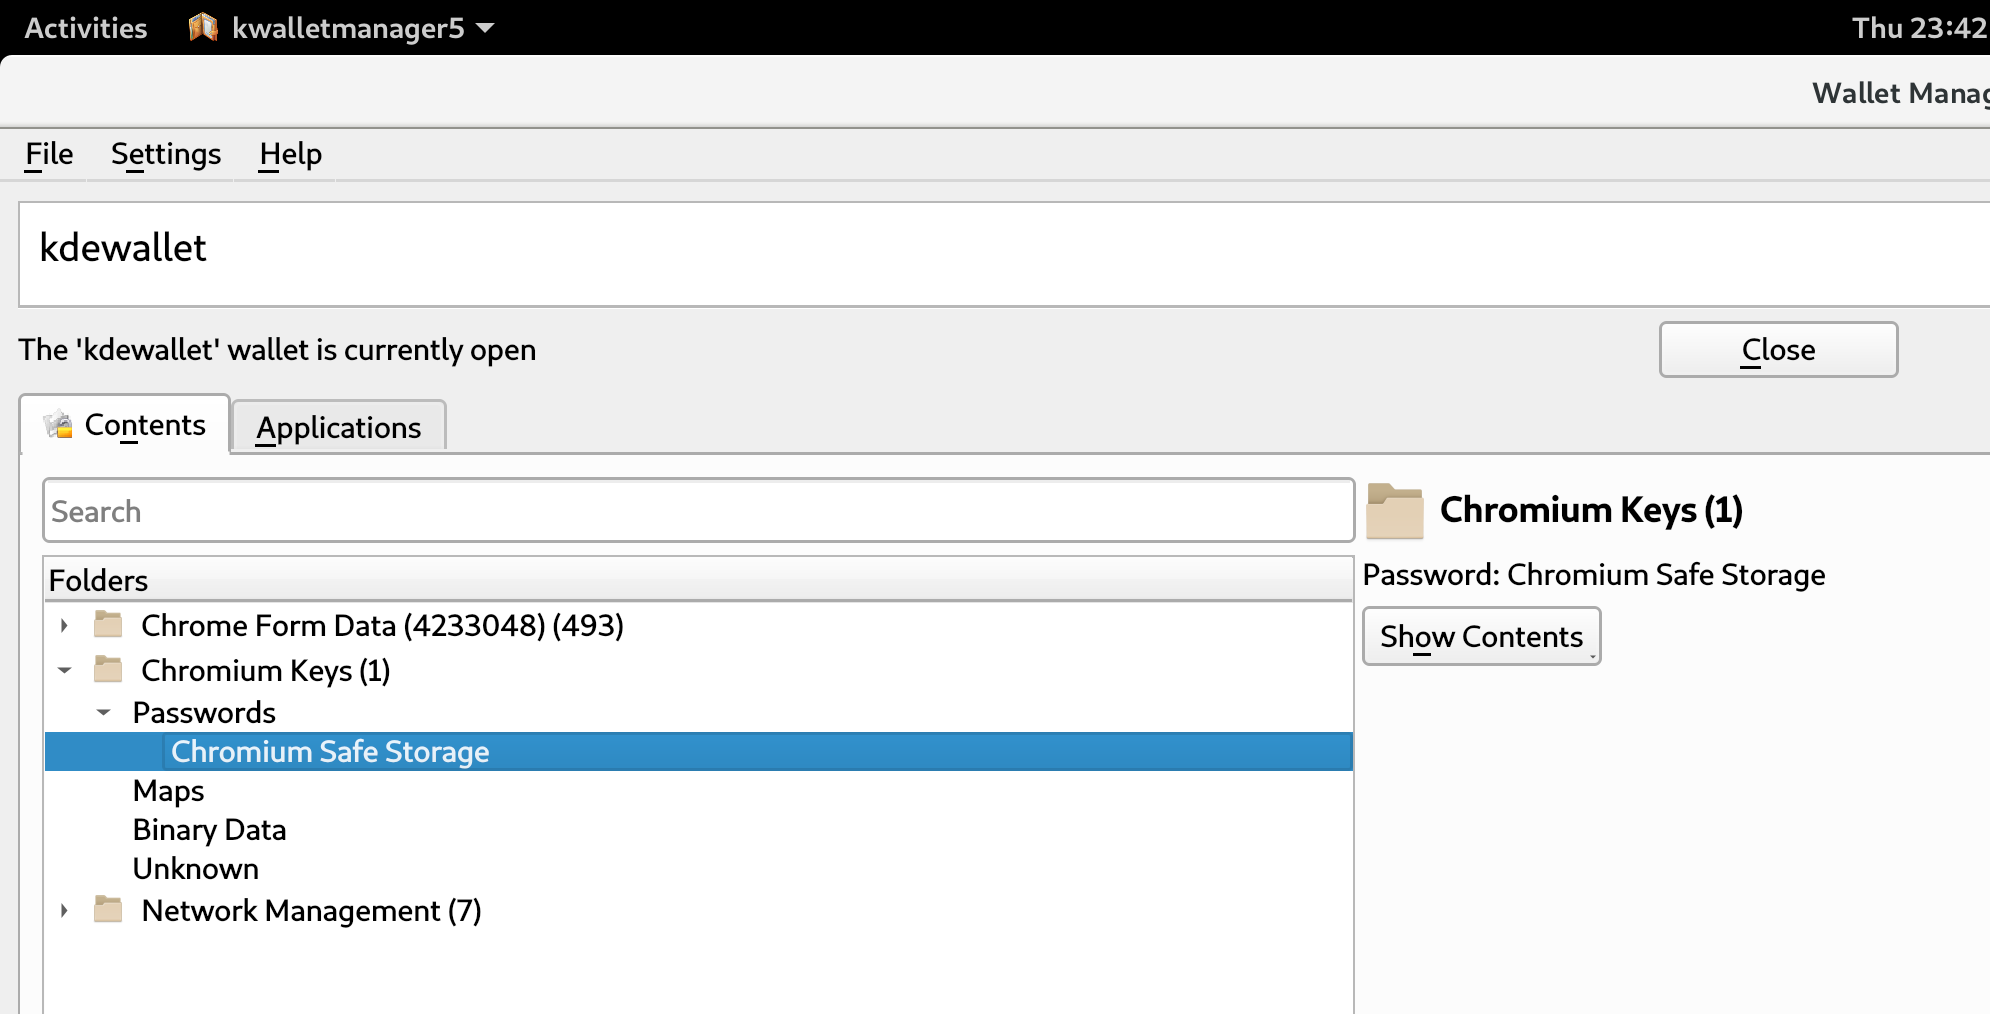 Activities kwalletmanager5 Thu 23:42
Wallet Manag
File Settings Help
kdewallet
The 'kdewallet' wallet is currently open Close
Contents Applications
Search
Chromium Keys (1)
Password: Chromium Safe Storage
Show Contents
Folders
Chrome Form Data (4233048) (493)
Chromium Keys (1)
Passwords
Chromium Safe Storage
Maps
Binary Data
Unknown
Network Management (7)